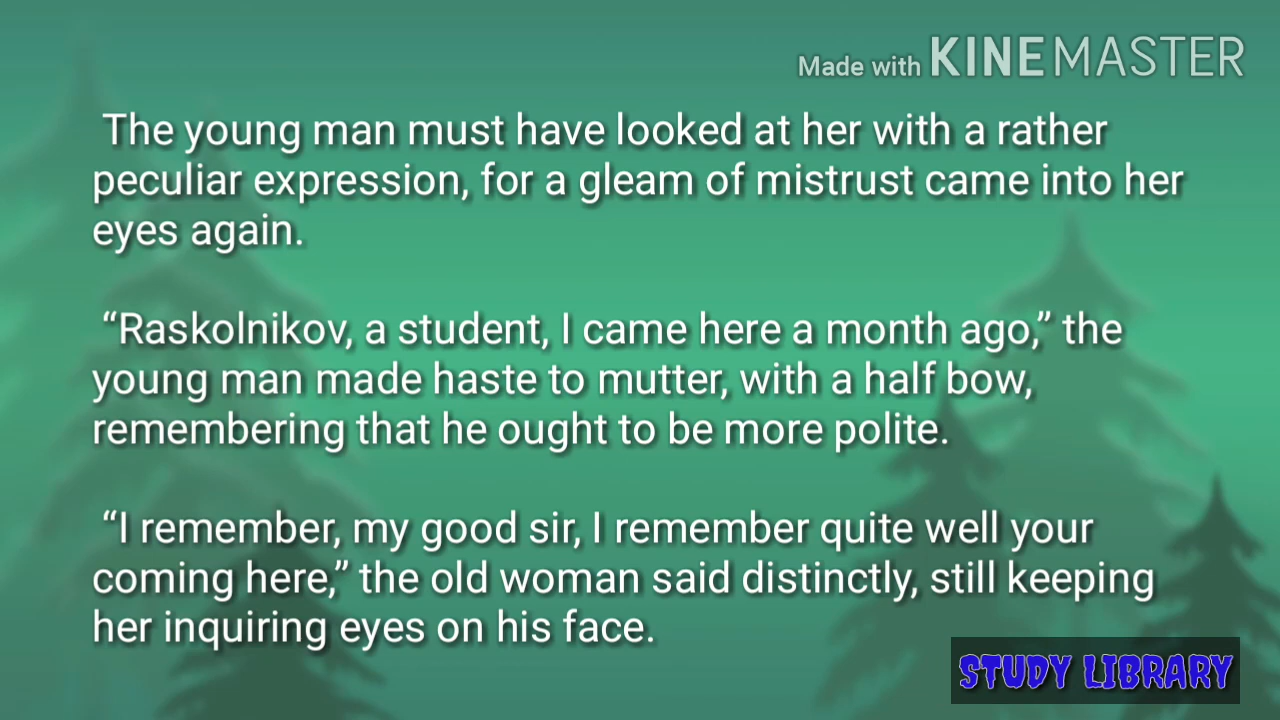 Made with KINEMASTER
The young man must have looked at her with a rather
peculiar expression, for a gleam of mistrust came into her
eyes again.
“Raskolnikov, a student, I came here a month ago,” the
young man made haste to mutter, with a half bow,
remembering that he ought to be more polite.
“I remember, my good sir, I remember quite well your
coming here,” the old woman said distinctly, still keeping
her inquiring eyes on his face.
STUDY LIBRARY